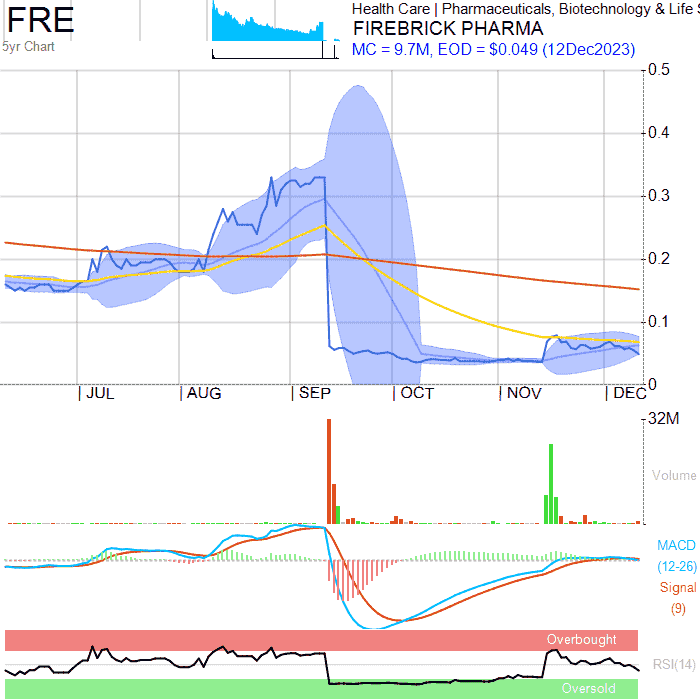 FRE
5yr Chart
Health Care | Pharmaceuticals, Biotechnology & Life S
FIREBRICK PHARMA
MC = 9.7M, EOD = $0.049 (12Dec2023)
0.5
0.4
0.3
0.2
0.1
0
JUL AUG SEP OCT NOV DEC
32M
Volume
MACD
(12-26)
Signal
(9)
Overbought
RSI(14)
Oversold